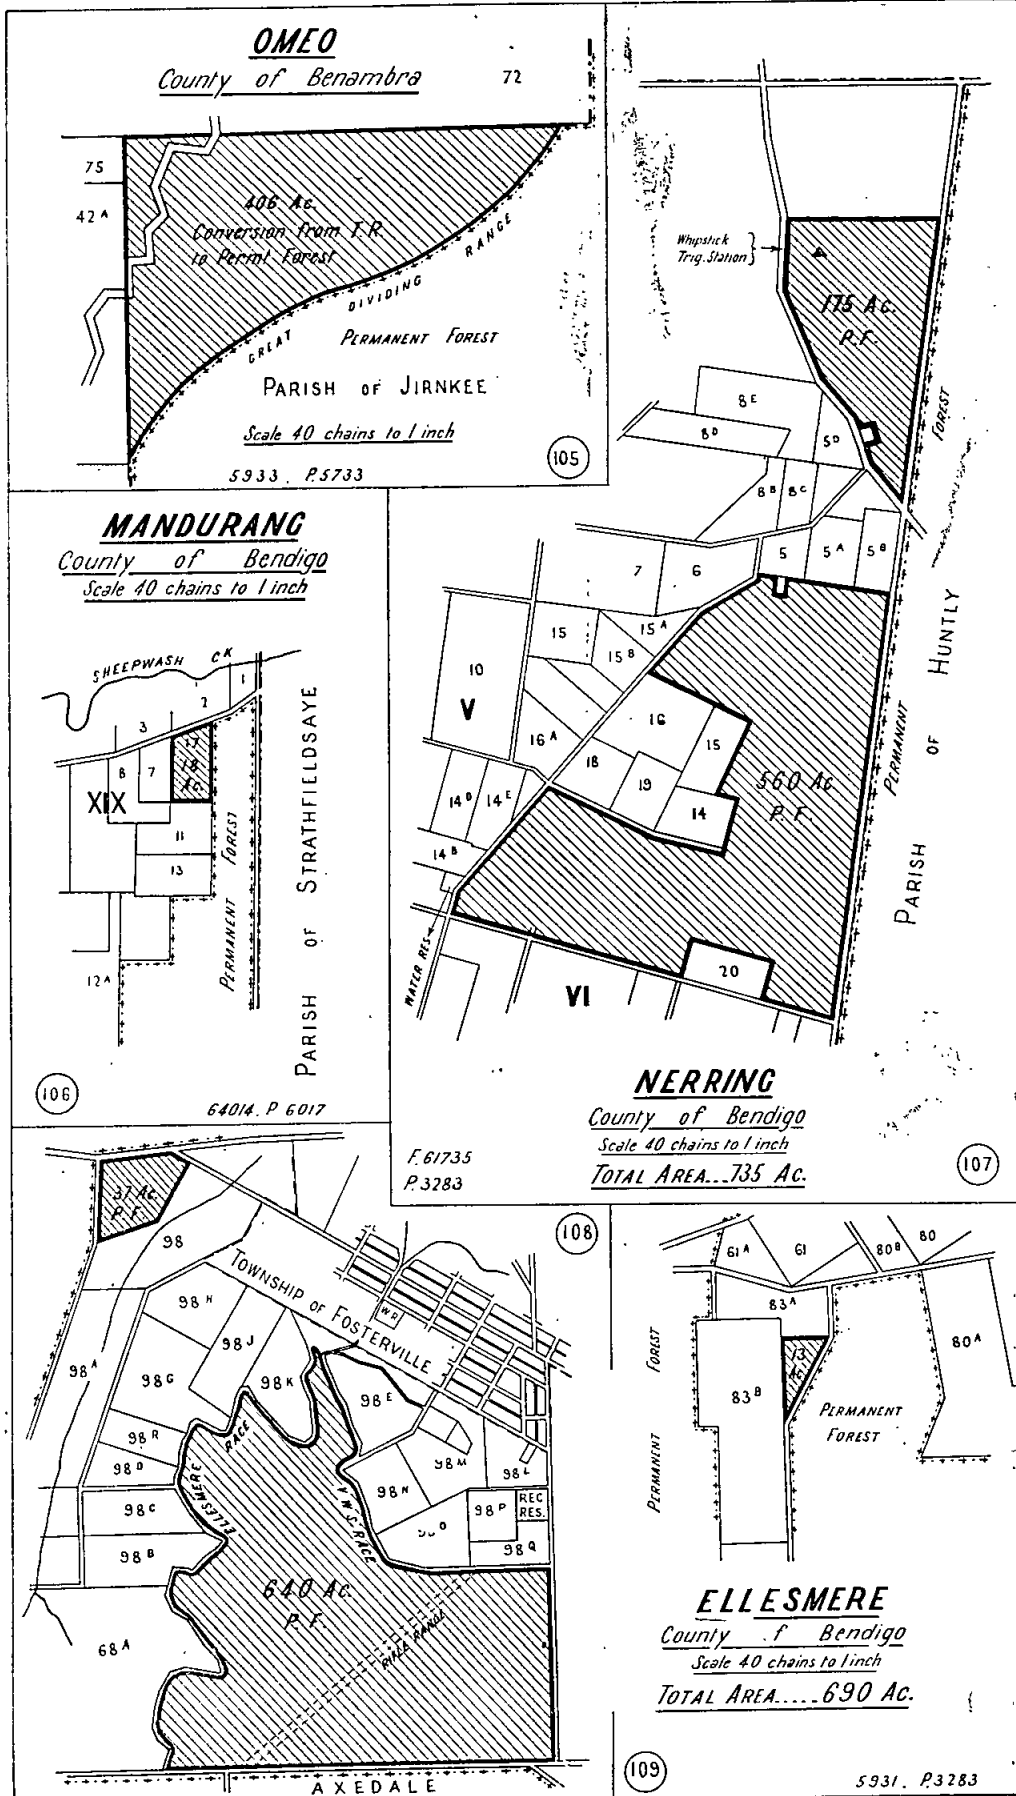 OMEO
County of Benambra
72
75
42A
406 Ac.
Conversion from T.R.
to Permt Forest
GREAT DIVIDING RANGE
PERMANENT FOREST
PARISH OF JIRNKEE
Scale 40 chains to 1 inch
5933. P.5733
105
MANDURANG
County of Bendigo
Scale 40 chains to 1 inch
SHEEPWASH CK
1
2
3
17
18
Ac.
8
7
XIX
11
13
12A
PERMANENT FOREST
PARISH OF STRATHFIELDSAYE
106
64014. P 6017
Whipstick
Trig. Station
175 Ac.
P.F.
8E
8D
5D
8B
8C
5
5A
5B
7
6
15A
15
15B
10
V
16
16A
15
18
19
14
14D
14E
14B
560 Ac.
P.F.
20
WATER RES.
VI
PERMANENT FOREST
PARISH OF HUNTLY
NERRING
County of Bendigo
Scale 40 chains to 1 inch
TOTAL AREA...735 Ac.
F.61735
P.3283
107
37 Ac.
P.F.
98
108
TOWNSHIP OF FOSTERVILLE
W.R.
98H
98J
98A
98G
98K
98E
98R
98D
98M
98L
98N
98C
98P
REC
RES.
98B
98Q
RACE
ELLESMERE
V.W.S. RACE
640 Ac.
P.F.
RIFLE RANGE
68A
AXEDALE
61A
61
80B
80
83A
80A
13
Ac.
83B
PERMANENT
FOREST
PERMANENT FOREST
ELLESMERE
County f Bendigo
Scale 40 chains to 1 inch
TOTAL AREA.....690 Ac.
109
5931. P.3283